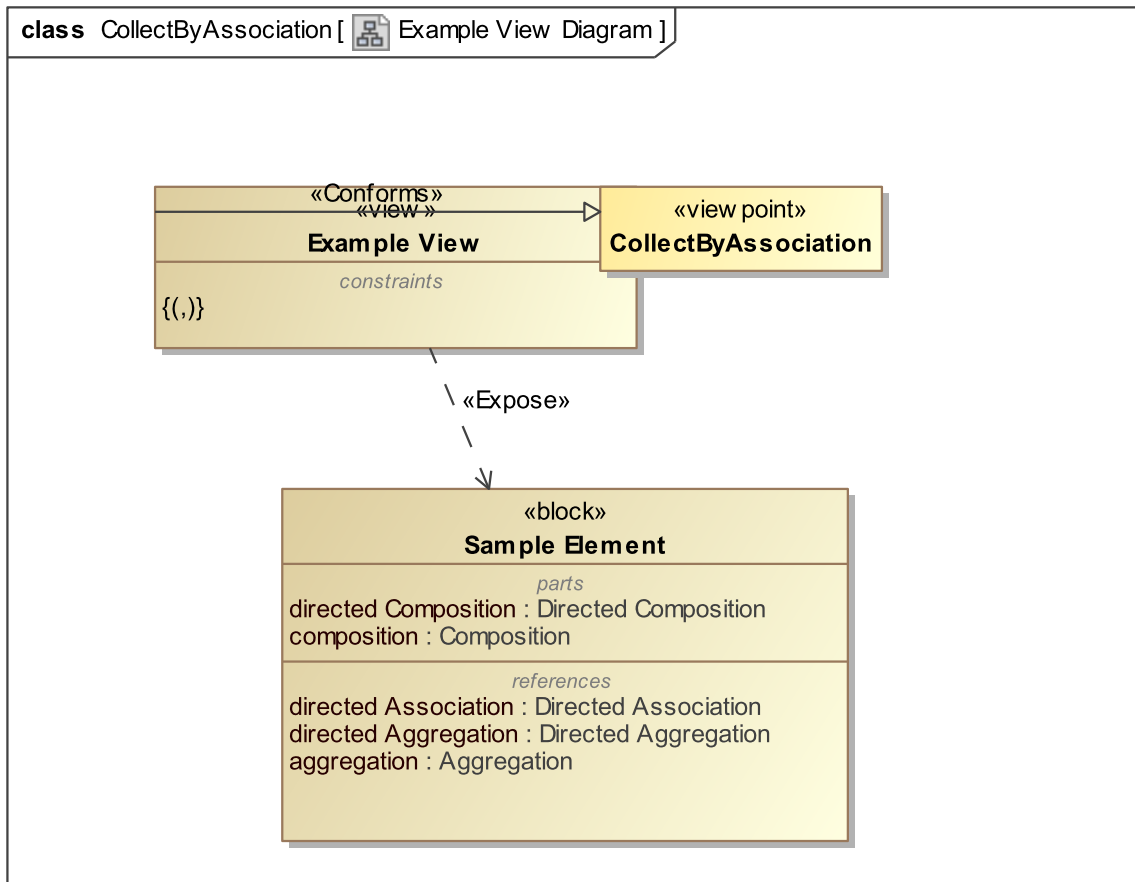 class CollectByAssociation [ Example View Diagram ]
«Conforms»
«view »
Example View
constraints
{(,)}
«view point»
CollectByAssociation
«Expose»
«block»
Sample Element
parts
directed Composition : Directed Composition
composition : Composition
references
directed Association : Directed Association
directed Aggregation : Directed Aggregation
aggregation : Aggregation